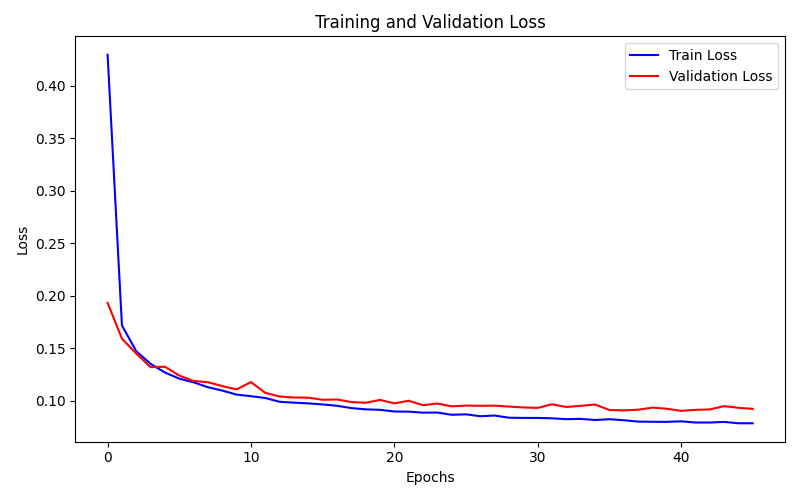 Training and Validation Loss
Train Loss
Validation Loss
0.40
0.35
0.30
0.25
0.20
0.15
0.10
Loss
0 10 20 30 40
Epochs